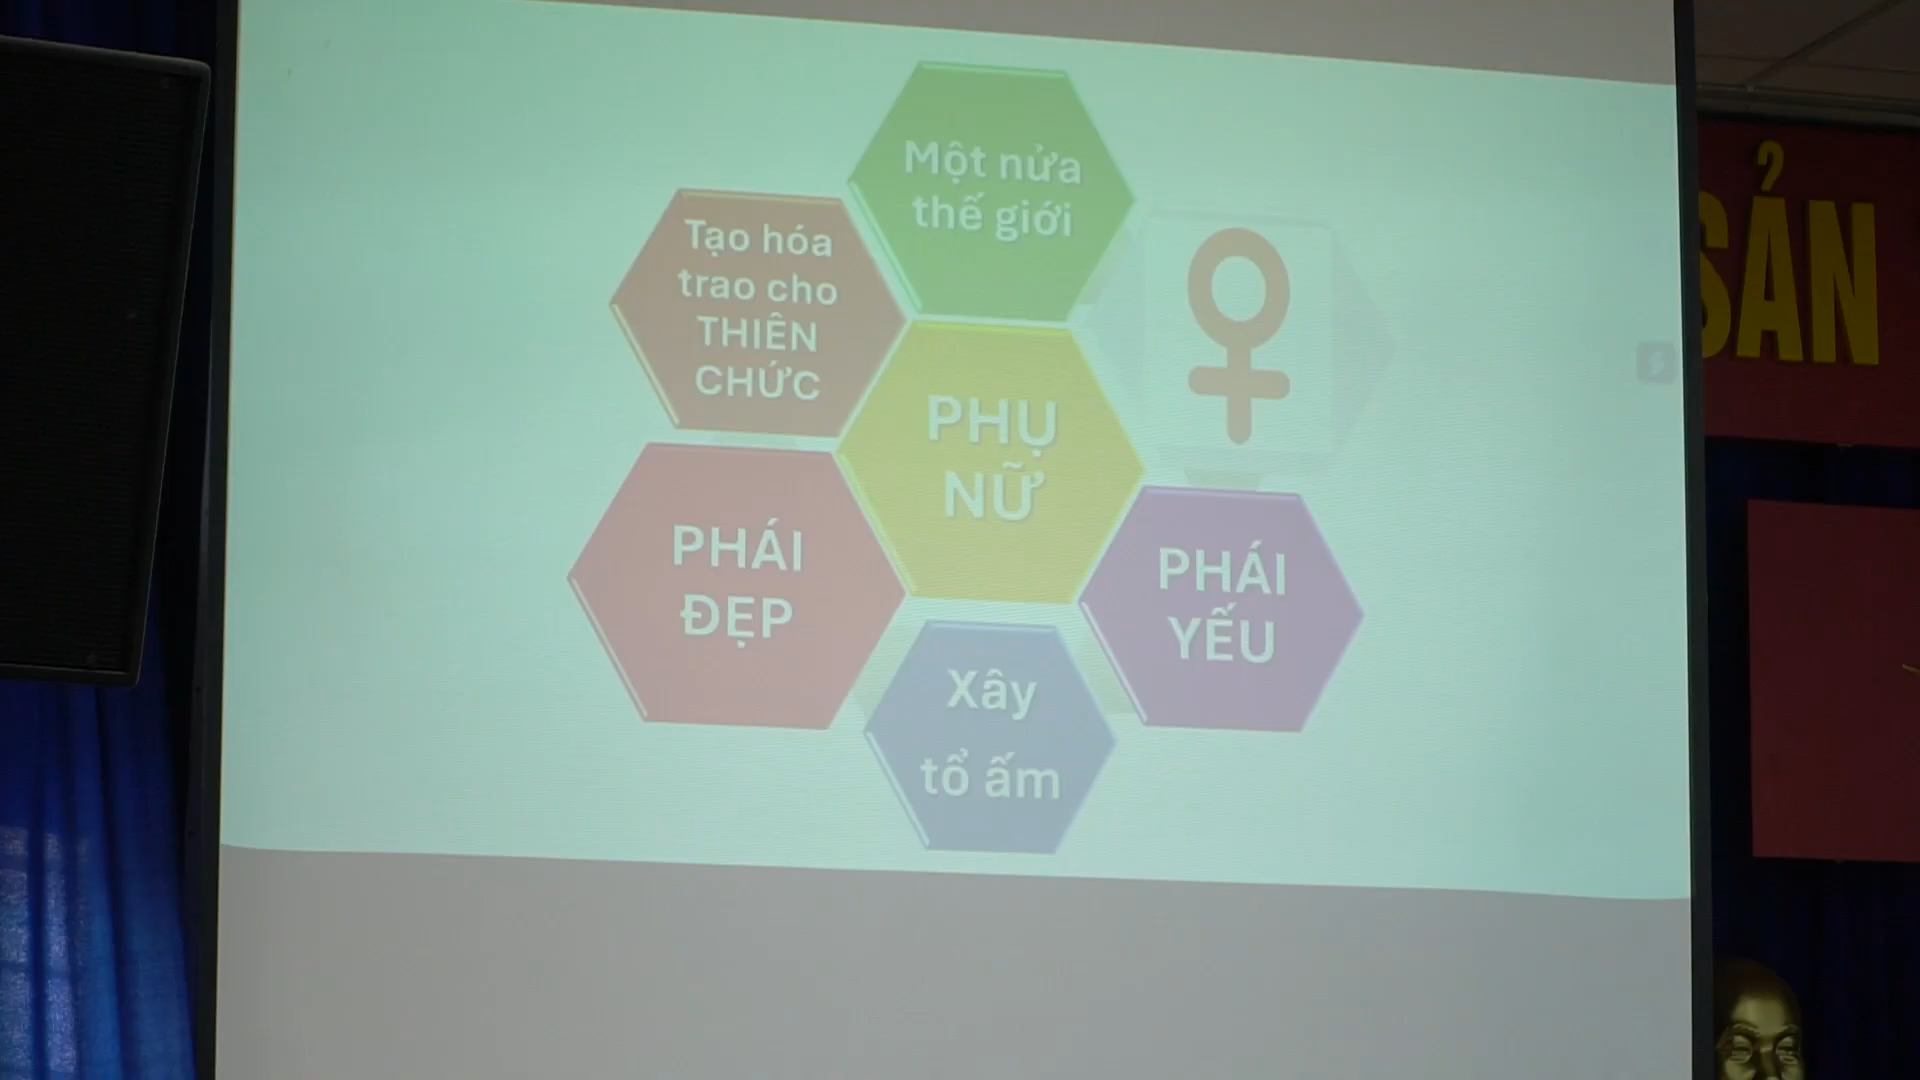 Một nửa
thế giới
Tạo hóa
trao cho
THIÊN
CHỨC
PHỤ
NỮ
PHÁI
ĐẸP
PHÁI
YẾU
Xây
tổ ấm
SẢN